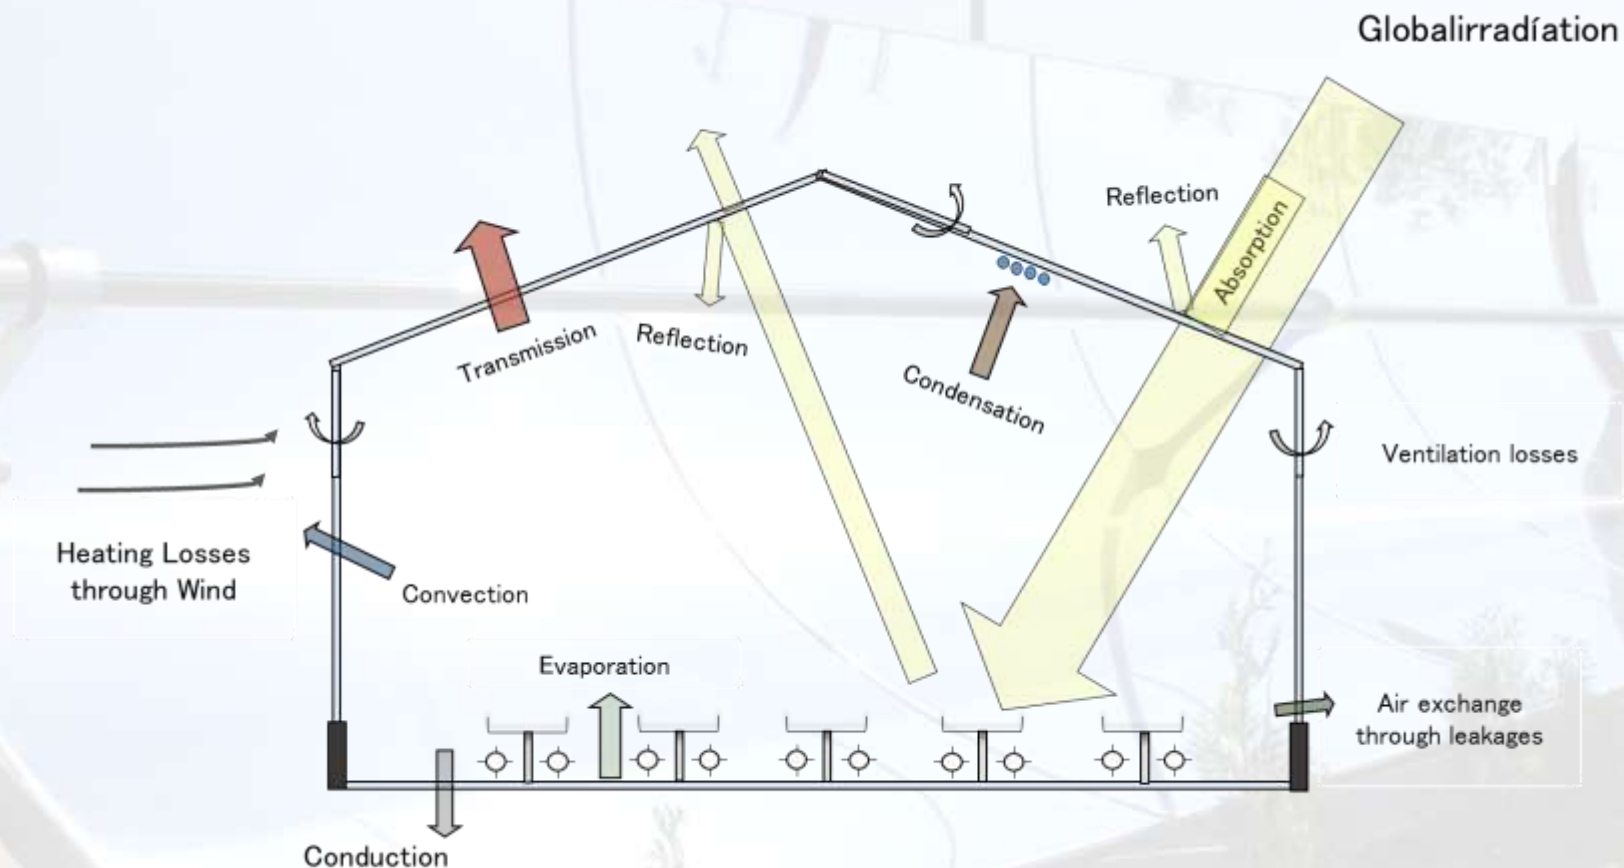 Globalirradíation
Reflection
Absorption
Transmission
Reflection
Condensation
Ventilation losses
Heating Losses
through Wind
Convection
Evaporation
Air exchange
through leakages
Conduction